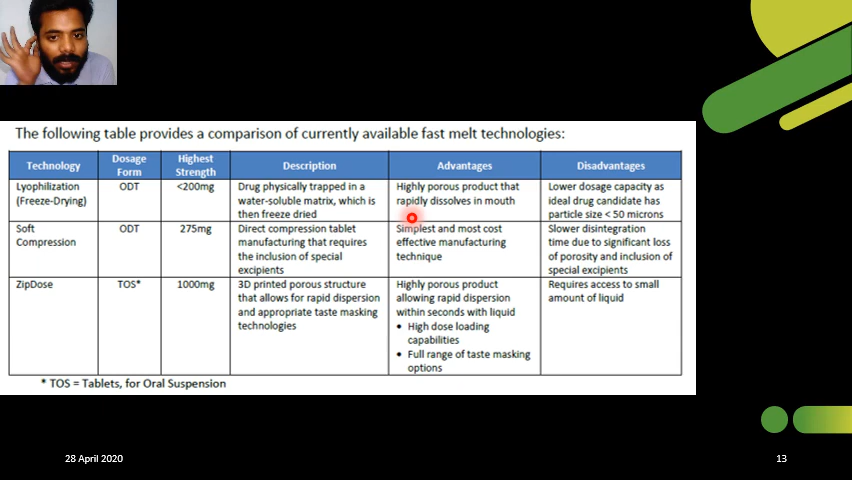 The following table provides a comparison of currently available fast melt technologies:
Technology Dosage Form Highest Strength Description Advantages Disadvantages
Lyophilization (Freeze-Drying)
ODT
<200mg
Drug physically trapped in a
water-soluble matrix, which is
then freeze dried
Highly porous product that
rapidly dissolves in mouth
Lower dosage capacity as
ideal drug candidate has
particle size < 50 microns
Soft
Compression
ODT
275mg
Direct compression tablet
manufacturing that requires
the inclusion of special
excipients
Simplest and most cost
effective manufacturing
technique
Slower disintegration
time due to significant loss
of porosity and inclusion of
special excipients
ZipDose
TOS*
1000mg
3D printed porous structure
that allows for rapid dispersion
and appropriate taste masking
technologies
Highly porous product
allowing rapid dispersion
within seconds with liquid
• High dose loading
capabilities
• Full range of taste masking
options
Requires access to small
amount of liquid
* TOS = Tablets, for Oral Suspension
28 April 2020
13